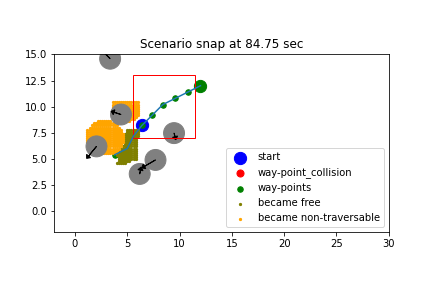 Scenario snap at 84.75 sec
15.0
12.5
10.0
7.5
5.0
2.5
0.0
0 5 10 15 20 25 30
start
way-point_collision
way-points
became free
became non-traversable